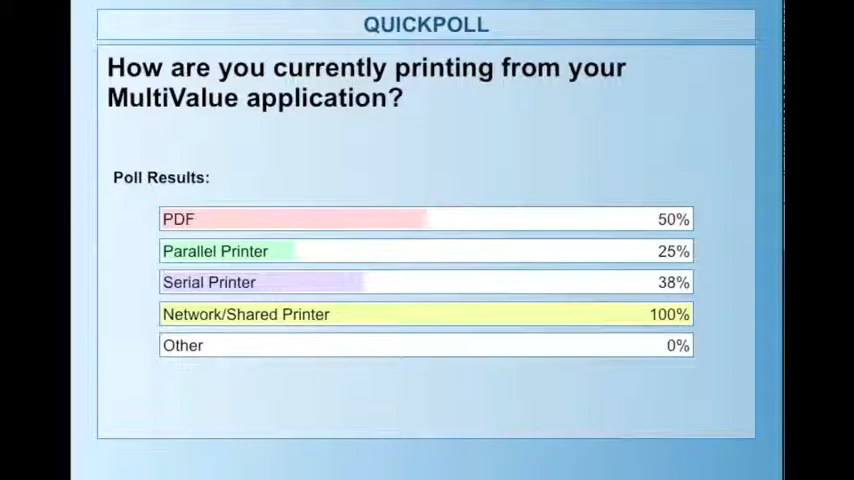 QUICKPOLL
How are you currently printing from your
MultiValue application?
Poll Results:
PDF 50%
Parallel Printer 25%
Serial Printer 38%
Network/Shared Printer 100%
Other 0%